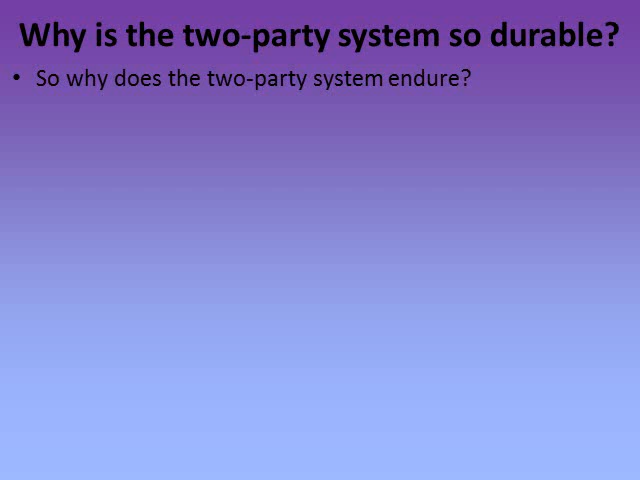 Why is the two-party system so durable?
• So why does the two-party system endure?